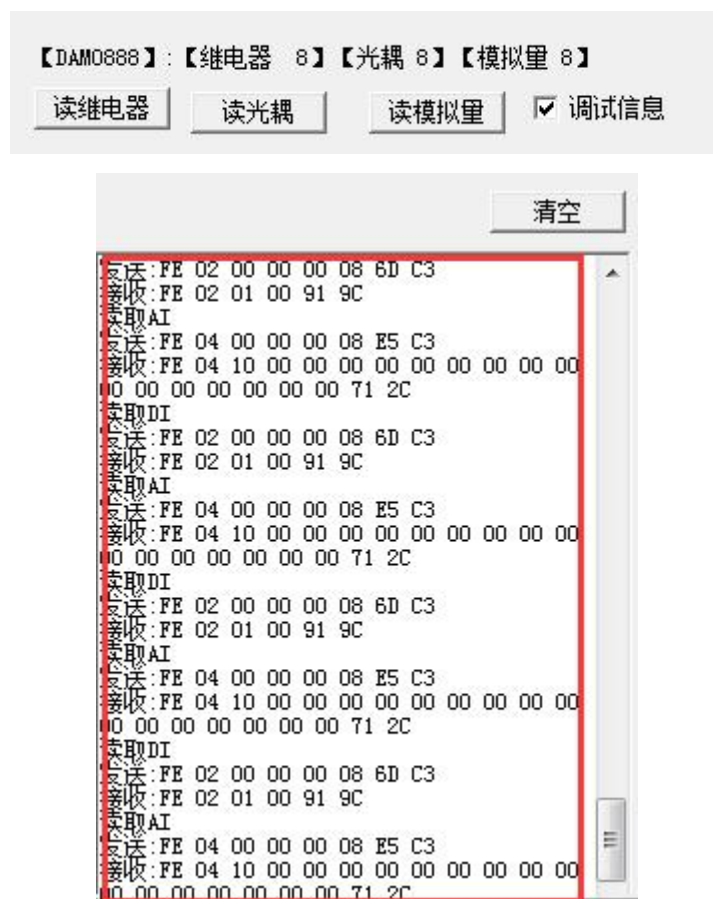 【DAM0888】:【继电器 8】【光耦 8】【模拟量 8】
读继电器 读光耦 读模拟量 调试信息
清空
发送:FE 02 00 00 00 08 6D C3
接收:FE 02 01 00 91 9C
读取AI
发送:FE 04 00 00 00 08 E5 C3
接收:FE 04 10 00 00 00 00 00 00 00 00 00
00 00 00 00 00 00 00 71 2C
读取DI
发送:FE 02 00 00 00 08 6D C3
接收:FE 02 01 00 91 9C
读取AI
发送:FE 04 00 00 00 08 E5 C3
接收:FE 04 10 00 00 00 00 00 00 00 00 00
00 00 00 00 00 00 00 71 2C
读取DI
发送:FE 02 00 00 00 08 6D C3
接收:FE 02 01 00 91 9C
读取AI
发送:FE 04 00 00 00 08 E5 C3
接收:FE 04 10 00 00 00 00 00 00 00 00 00
00 00 00 00 00 00 00 71 2C
读取DI
发送:FE 02 00 00 00 08 6D C3
接收:FE 02 01 00 91 9C
读取AI
发送:FE 04 00 00 00 08 E5 C3
接收:FE 04 10 00 00 00 00 00 00 00 00 00
00 00 00 00 00 00 00 71 2C